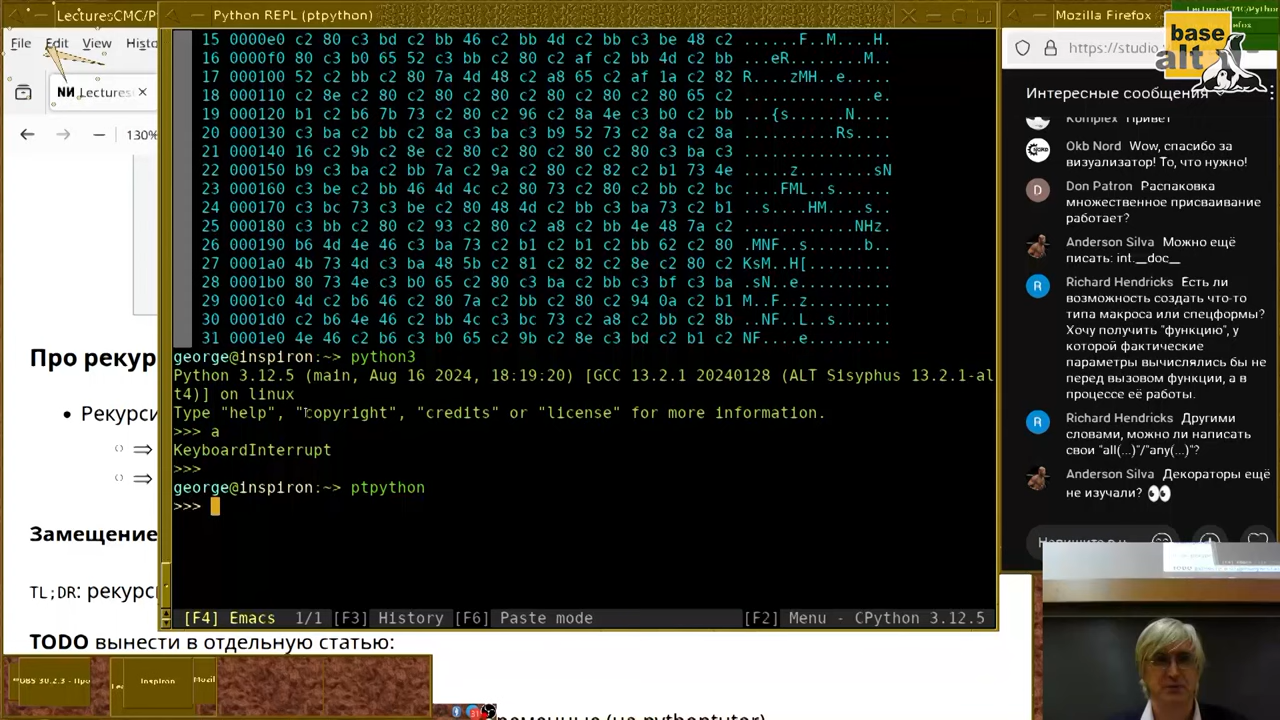 LecturesCMC/P
Python REPL (ptpython)
Mozilla Firefox
LecturesCMC/Pytho
File Edit View Histo
Lectures
130%
https://studio
base
alt
Интересные сообщения
Komplex Привет
Okb Nord Wow, спасибо за
визуализатор! То, что нужно!
Don Patron Распаковка
множественное присваивание
работает?
Anderson Silva Можно ещё
писать: int.__doc__
Richard Hendricks Есть ли
возможность создать что-то
типа макроса или спецформы?
Хочу получить "функцию", у
которой фактические
параметры вычислялись бы не
перед вызовом функции, а в
процессе её работы.
Richard Hendricks Другими
словами, можно ли написать
свои "all(...)"/"any(...)"?
Anderson Silva Декораторы ещё
не изучали?
15 0000e0 c2 80 c3 bd c2 bb 46 c2 bb 4d c2 bb c3 be 48 c2 .......F..M....H.
16 0000f0 80 c3 b0 65 52 c3 bb c2 80 c2 af c2 bb 4d c2 bb ...eR........M..
17 000100 52 c2 bb c2 80 7a 4d 48 c2 a8 65 c2 af 1a c2 82 R....zMH..e.....
18 000110 c2 8e c2 80 c2 80 c2 80 c2 80 c2 80 c2 80 65 c2 ..............e.
19 000120 b1 c2 b6 7b 73 c2 80 c2 96 c2 8a 4e c3 b0 c2 bb ...{s......N....
20 000130 c3 ba c2 bb c2 8a c3 ba c3 b9 52 73 c2 8a c2 8a ..........Rs....
21 000140 16 c2 9b c2 8e c2 80 c2 80 c2 80 c3 ba c3 ...............
22 000150 b9 c3 ba c2 bb 7a c2 9a c2 80 c2 82 c2 b1 73 4e .....z........sN
23 000160 c3 be c2 bb 46 4d 4c c2 80 73 c2 80 c2 bb c2 bc ....FML..s......
24 000170 c3 bc 73 c3 be c2 80 48 4d c2 bb c3 ba 73 c2 b1 ..s....HM....s..
25 000180 c3 bb c2 80 c2 93 c2 80 c2 a8 c2 bb 4e 48 7a c2 ............NHz.
26 000190 b6 4d 4e 46 c3 ba 73 c2 b1 c2 b1 c2 bb 62 c2 80 .MNF..s......b..
27 0001a0 4b 73 4d c3 ba 48 5b c2 81 c2 82 c2 8e c2 80 c2 KsM..H[.........
28 0001b0 80 73 4e c3 b0 65 c2 80 c2 bb c3 bb c3 bf c3 ba .sN..e..........
29 0001c0 4d c2 b6 46 c2 80 7a c2 bb c2 80 c2 94 0a c2 b1 M..F..z.........
30 0001d0 c2 b6 4e 46 c2 4c c3 bc 73 c2 a8 c2 bb c2 8b ..NF..L..s......
31 0001e0 4e 46 c2 b6 c3 b0 65 c2 9b c2 8e c3 bd c2 b1 c2 NF....e.........
george@inspiron:~> python3
Python 3.12.5 (main, Aug 16 2024, 18:19:20) [GCC 13.2.1 20240128 (ALT Sisyphus 13.2.1-al
t4)] on linux
Type "help", "copyright", "credits" or "license" for more information.
>>> a
KeyboardInterrupt
>>>
george@inspiron:~> ptpython
>>>
[F4] Emacs 1/1 [F3] History [F6] Paste mode [F2] Menu - CPython 3.12.5
Про рекур
Рекурси
Замещение
TL;DR: рекурс
TODO вынести в отдельную статью:
Inspiron
Mozil
ременные (на pythontutor)